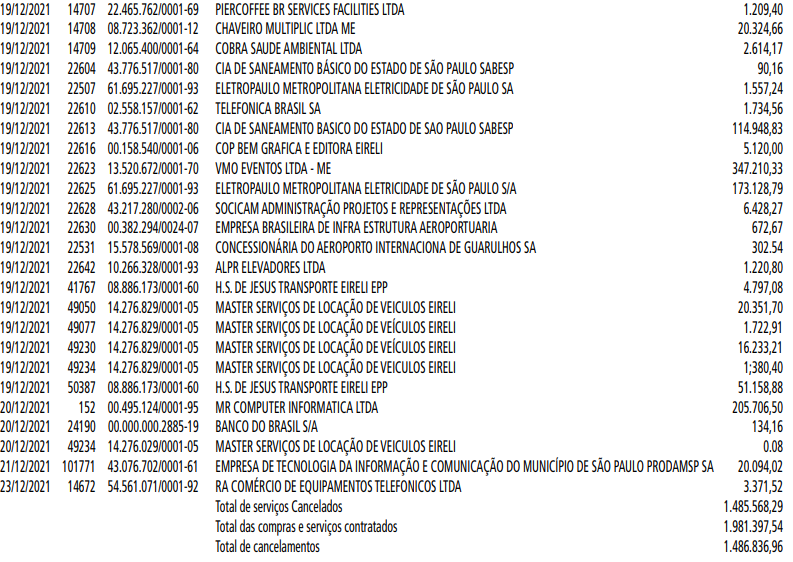 19/12/2021 14707 22.465.762/0001-69 PIERCOFFEE BR SERVICES FACILITIES LTDA 1.209,40
19/12/2021 14708 08.723.362/0001-12 CHAVEIRO MULTIPLIC LTDA ME 20.324,66
19/12/2021 14709 12.065.400/0001-64 COBRA SAUDE AMBIENTAL LTDA 2.614,17
19/12/2021 22604 43.776.517/0001-80 CIA DE SANEAMENTO BÁSICO DO ESTADO DE SÃO PAULO SABESP 90,16
19/12/2021 22507 61.695.227/0001-93 ELETROPAULO METROPOLITANA ELETRICIDADE DE SÃO PAULO SA 1.557,24
19/12/2021 22610 02.558.157/0001-62 TELEFONICA BRASIL SA 1.734,56
19/12/2021 22613 43.776.517/0001-80 CIA DE SANEAMENTO BASICO DO ESTADO DE SAO PAULO SABESP 114.948,83
19/12/2021 22616 00.158.540/0001-06 COP BEM GRAFICA E EDITORA EIRELI 5.120,00
19/12/2021 22623 13.520.672/0001-70 VMO EVENTOS LTDA - ME 347.210,33
19/12/2021 22625 61.695.227/0001-93 ELETROPAULO METROPOLITANA ELETRICIDADE DE SÃO PAULO S/A 173.128,79
19/12/2021 22628 43.217.280/0002-06 SOCICAM ADMINISTRAÇÃO PROJETOS E REPRESENTAÇÕES LTDA 6.428,27
19/12/2021 22630 00.382.294/0024-07 EMPRESA BRASILEIRA DE INFRA ESTRUTURA AEROPORTUARIA 672,67
19/12/2021 22531 15.578.569/0001-08 CONCESSIONÁRIA DO AEROPORTO INTERNACIONA DE GUARULHOS SA 302.54
19/12/2021 22642 10.266.328/0001-93 ALPR ELEVADORES LTDA 1.220,80
19/12/2021 41767 08.886.173/0001-60 H.S. DE JESUS TRANSPORTE EIRELI EPP 4.797,08
19/12/2021 49050 14.276.829/0001-05 MASTER SERVIÇOS DE LOCAÇÃO DE VEICULOS EIRELI 20.351,70
19/12/2021 49077 14.276.829/0001-05 MASTER SERVIÇOS DE LOCAÇÃO DE VEÍCULOS EIRELI 1.722,91
19/12/2021 49230 14.276.829/0001-05 MASTER SERVIÇOS DE LOCAÇÃO DE VEÍCULOS EIRELI 16.233,21
19/12/2021 49234 14.276.829/0001-05 MASTER SERVIÇOS DE LOCAÇÃO DE VEICULOS EIRELI 1;380,40
19/12/2021 50387 08.886.173/0001-60 H.S. DE JESUS TRANSPORTE EIRELI EPP 51.158,88
20/12/2021 152 00.495.124/0001-95 MR COMPUTER INFORMATICA LTDA 205.706,50
20/12/2021 24190 00.000.000.2885-19 BANCO DO BRASIL S/A 134,16
20/12/2021 49234 14.276.029/0001-05 MASTER SERVIÇOS DE LOCAÇÃO DE VEICULOS EIRELI 0.08
21/12/2021 101771 43.076.702/0001-61 EMPRESA DE TECNOLOGIA DA INFORMAÇÃO E COMUNICAÇÃO DO MUNICÍPIO DE SÃO PAULO PRODAMSP SA 20.094,02
23/12/2021 14672 54.561.071/0001-92 RA COMÉRCIO DE EQUIPAMENTOS TELEFONICOS LTDA 3.371,52
Total de serviços Cancelados 1.485.568,29
Total das compras e serviços contratados 1.981.397,54
Total de cancelamentos 1.486.836,96